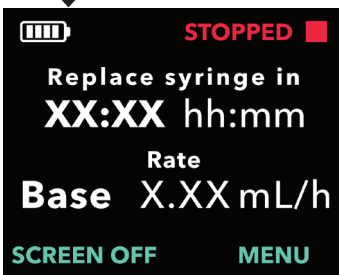 STOPPED
Replace syringe in
XX:XX hh:mm
Rate
Base X.XX mL/h
SCREEN OFF MENU